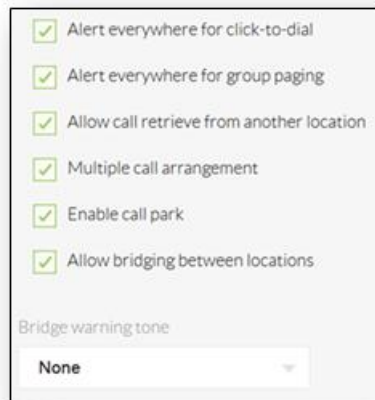 Alert everywhere for click-to-dial
Alert everywhere for group paging
Allow call retrieve from another location
Multiple call arrangement
Enable call park
Allow bridging between locations
Bridge warning tone
None